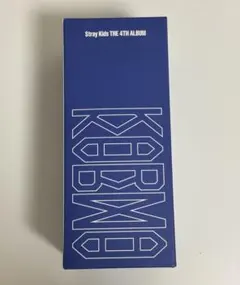 Stray Kids THE 4TH ALBUM
KARMA